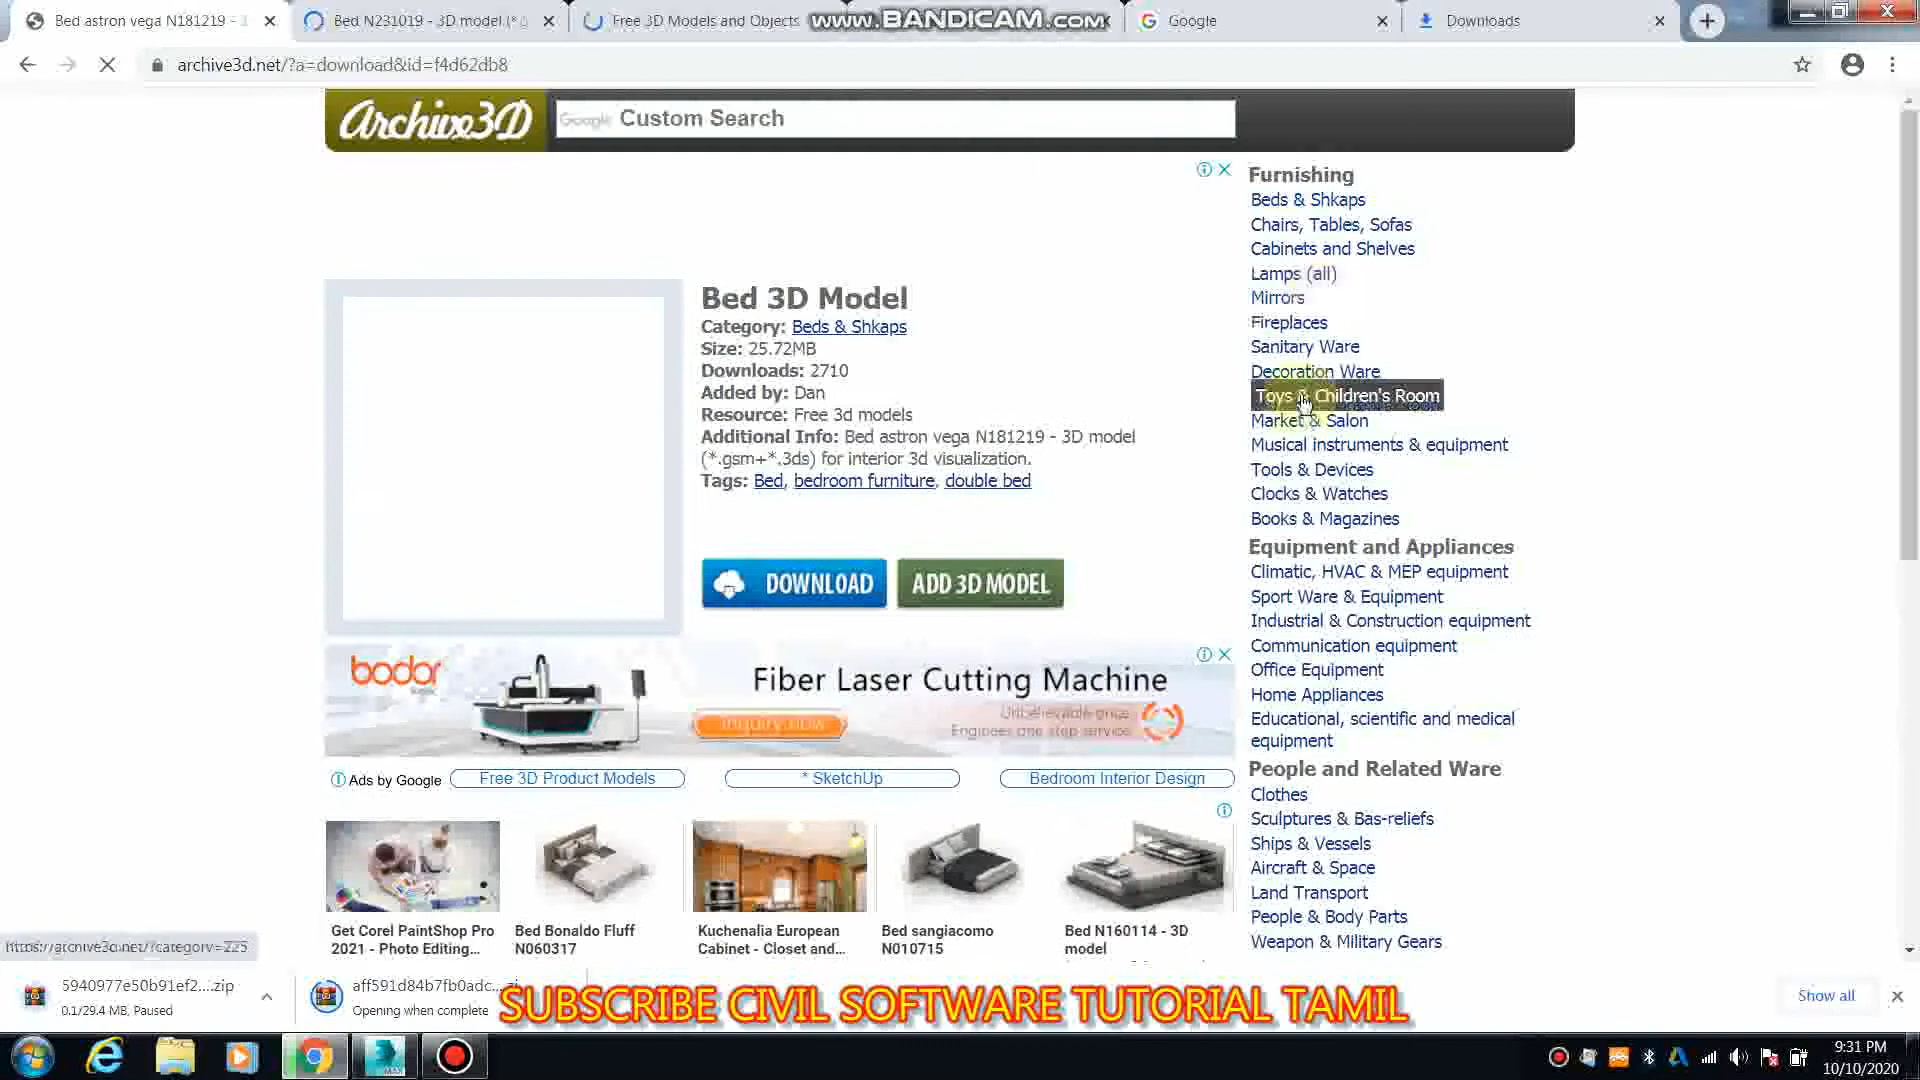 Bed astron vega N181219 - 3
Bed N231019 - 3D model (*.g
Free 3D Models and Objects
www.BANDICAM.com
Google
Downloads
archive3d.net/?a=download&id=f4d62db8
Archive3D
Google Custom Search
Furnishing
Beds & Shkaps
Chairs, Tables, Sofas
Cabinets and Shelves
Lamps (all)
Mirrors
Fireplaces
Sanitary Ware
Decoration Ware
Toys & Children's Room
Market & Salon
Musical instruments & equipment
Tools & Devices
Clocks & Watches
Books & Magazines
Equipment and Appliances
Climatic, HVAC & MEP equipment
Sport Ware & Equipment
Industrial & Construction equipment
Communication equipment
Office Equipment
Home Appliances
Educational, scientific and medical
equipment
People and Related Ware
Clothes
Sculptures & Bas-reliefs
Ships & Vessels
Aircraft & Space
Land Transport
People & Body Parts
Weapon & Military Gears
Bed 3D Model
Category: Beds & Shkaps
Size: 25.72MB
Downloads: 2710
Added by: Dan
Resource: Free 3d models
Additional Info: Bed astron vega N181219 - 3D model
(*.gsm+*.3ds) for interior 3d visualization.
Tags: Bed, bedroom furniture, double bed
DOWNLOAD
ADD 3D MODEL
bodor
Fiber Laser Cutting Machine
Inquiry now
Unbelievable price
Engineer one stop service
Ads by Google
Free 3D Product Models
* SketchUp
Bedroom Interior Design
Get Corel PaintShop Pro
2021 - Photo Editing...
Bed Bonaldo Fluff
N060317
Kuchenalia European
Cabinet - Closet and...
Bed sangiacomo
N010715
Bed N160114 - 3D
model
https://archive3d.net/?category=225
5940977e50b91ef2....zip
0.1/29.4 MB, Paused
aff591d84b7fb0adc....zi
Opening when complete
SUBSCRIBE CIVIL SOFTWARE TUTORIAL TAMIL
Show all
MAX
9:31 PM
10/10/2020